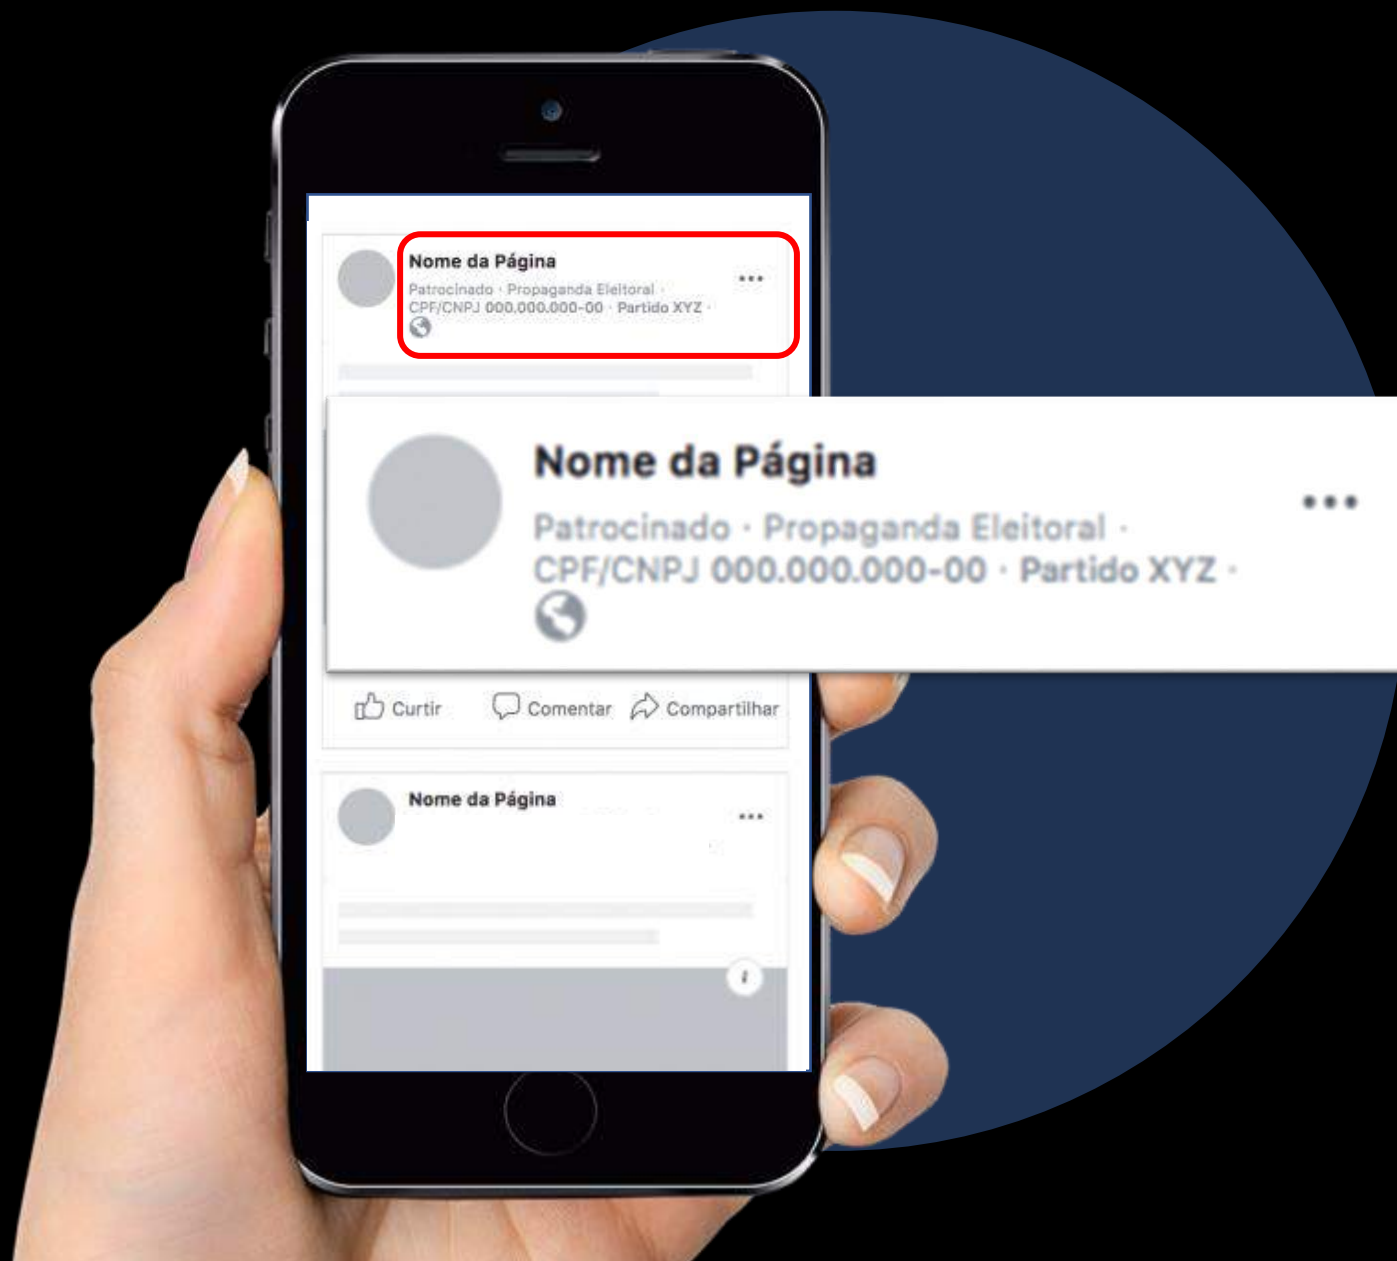 Nome da Página
Patrocinado · Propaganda Eleitoral ·
CPF/CNPJ 000.000.000-00 · Partido XYZ ·
Nome da Página
Patrocinado · Propaganda Eleitoral ·
CPF/CNPJ 000.000.000-00 · Partido XYZ ·
Curtir Comentar Compartilhar
Nome da Página
i